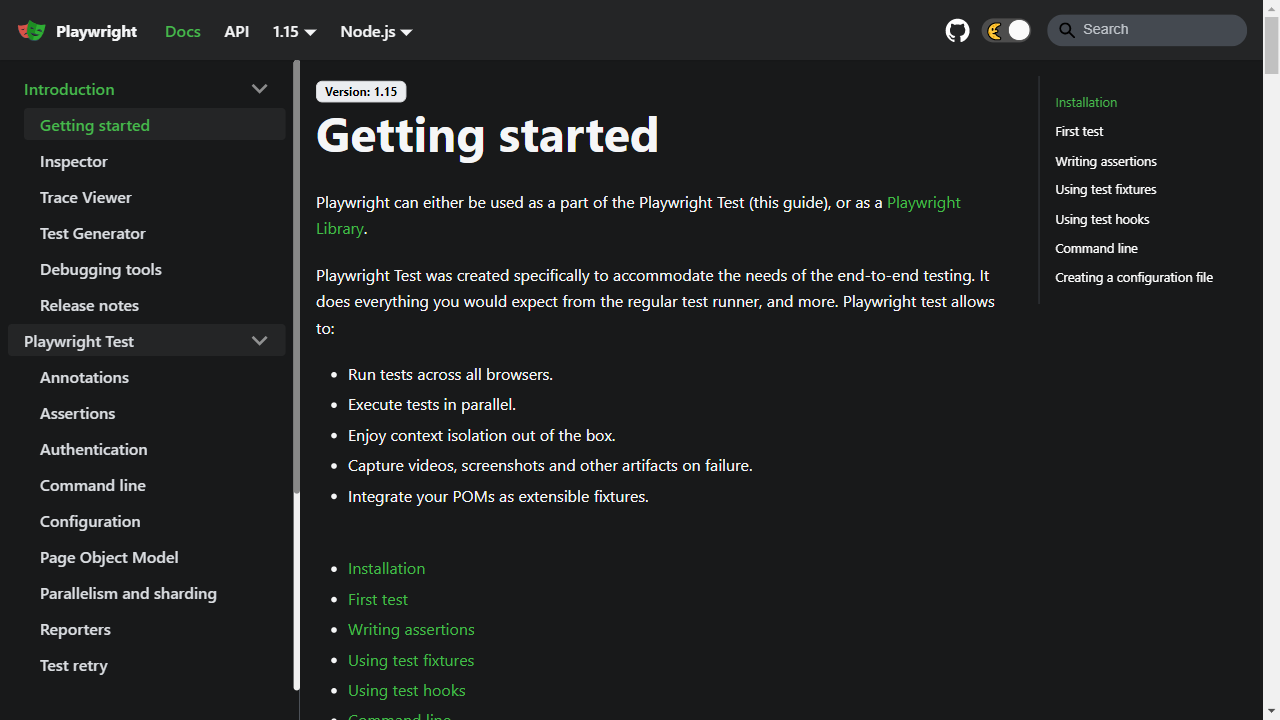 Playwright
Docs
API
1.15
Node.js
Search
Introduction
Getting started
Inspector
Trace Viewer
Test Generator
Debugging tools
Release notes
Playwright Test
Annotations
Assertions
Authentication
Command line
Configuration
Page Object Model
Parallelism and sharding
Reporters
Test retry
Version: 1.15
Getting started
Playwright can either be used as a part of the Playwright Test (this guide), or as a Playwright
Library.
Playwright Test was created specifically to accommodate the needs of the end-to-end testing. It
does everything you would expect from the regular test runner, and more. Playwright test allows
to:
Run tests across all browsers.
Execute tests in parallel.
Enjoy context isolation out of the box.
Capture videos, screenshots and other artifacts on failure.
Integrate your POMs as extensible fixtures.
Installation
First test
Writing assertions
Using test fixtures
Using test hooks
Command line
Installation
First test
Writing assertions
Using test fixtures
Using test hooks
Command line
Creating a configuration file